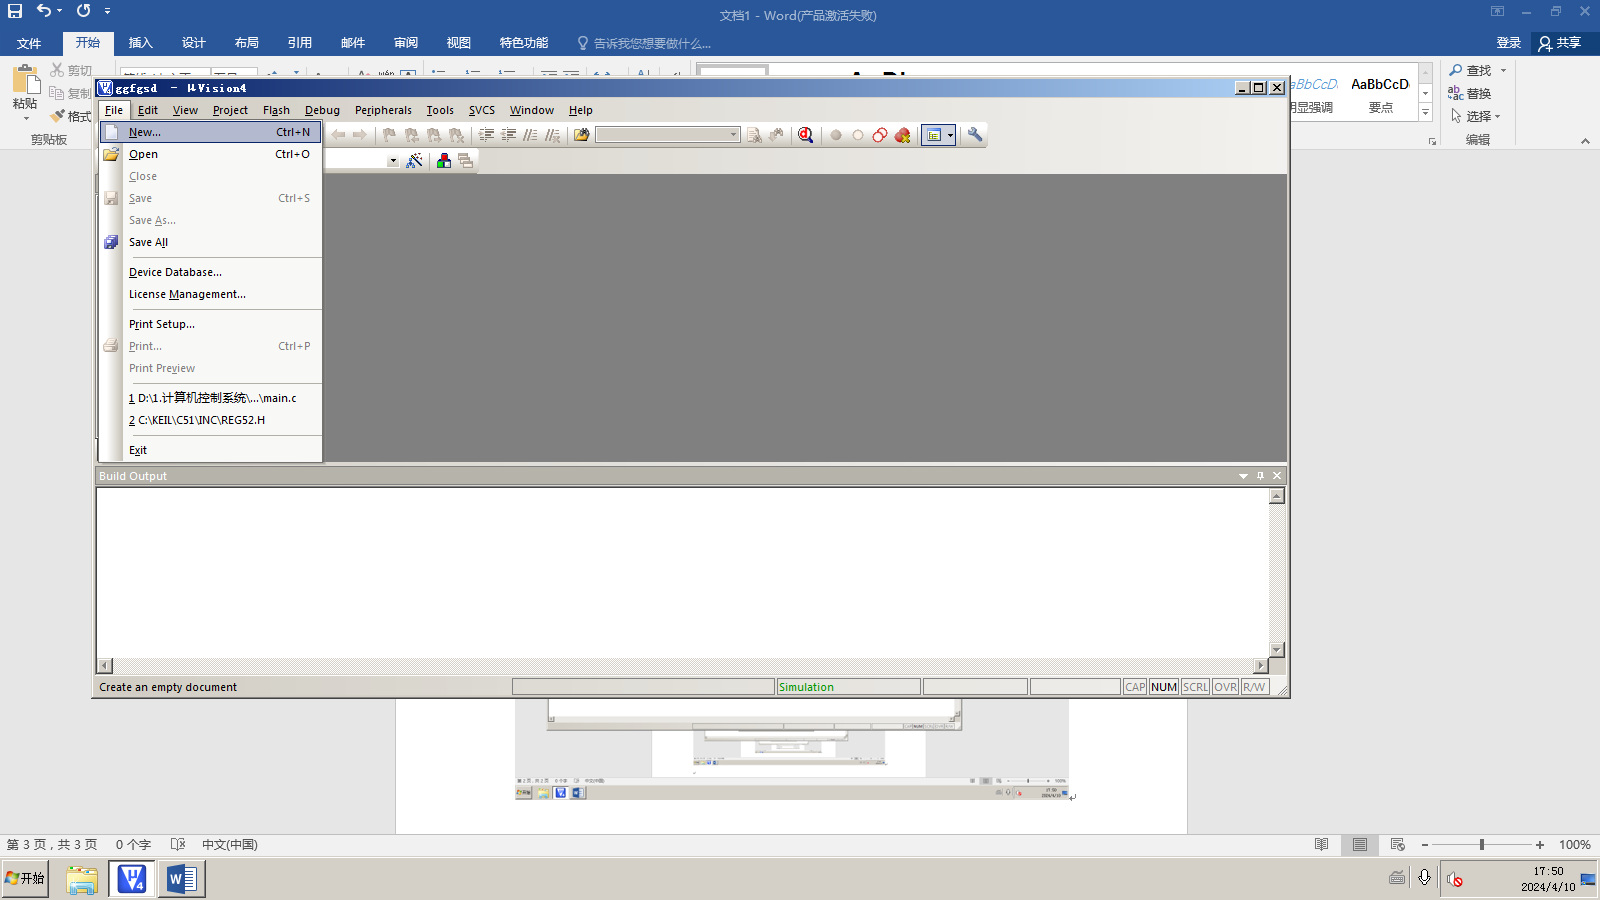 文档1 - Word(产品激活失败)
文件 开始 插入 设计 布局 引用 邮件 审阅 视图 特色功能 告诉我您想要做什么... 登录 共享
粘贴
剪切
复制
格式
剪贴板
AaBbCcD
明显强调
要点
查找
替换
选择
编辑
ggfgsd - µVision4
File Edit View Project Flash Debug Peripherals Tools SVCS Window Help
New... Ctrl+N
Open Ctrl+O
Close
Save Ctrl+S
Save As...
Save All
Device Database...
License Management...
Print Setup...
Print... Ctrl+P
Print Preview
1 D:\1.计算机控制系统\...\main.c
2 C:\KEIL\C51\INC\REG52.H
Exit
Build Output
Create an empty document
Simulation
CAP NUM SCRL OVR R/W
第 3 页，共 3 页 0 个字 中文(中国) 100%
开始
17:50
2024/4/10